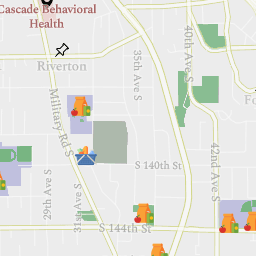 Cascade Behavioral
Health
Riverton
40th Ave S
35th Ave S
Military Rd S
S 140th St
42nd Ave S
29th Ave S
31st Ave S
S 144th St